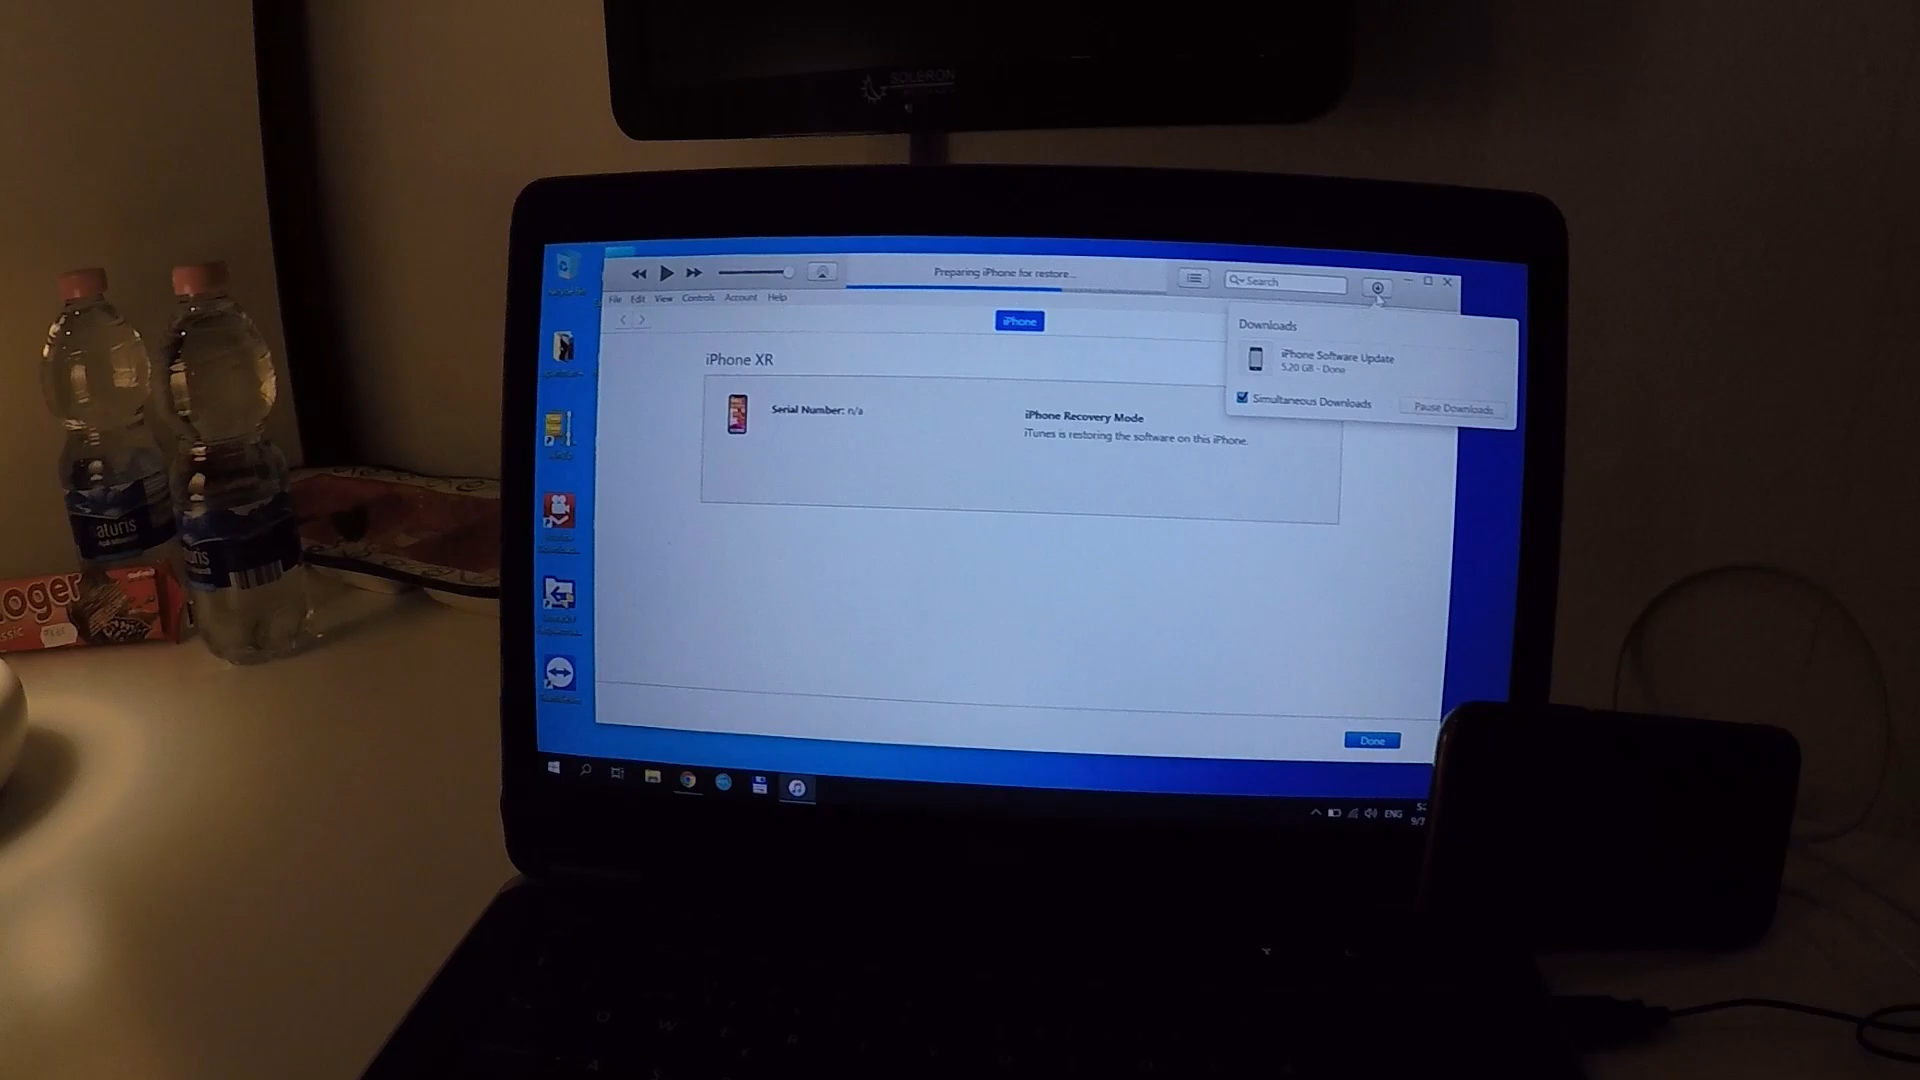 SOLERON
Preparing iPhone for restore...
Search
File Edit View Controls Account Help
iPhone
Downloads
iPhone Software Update
5.20 GB - Done
Simultaneous Downloads
Pause Downloads
iPhone XR
Serial Number: n/a
iPhone Recovery Mode
iTunes is restoring the software on this iPhone.
Done
ENG
aturis
oger